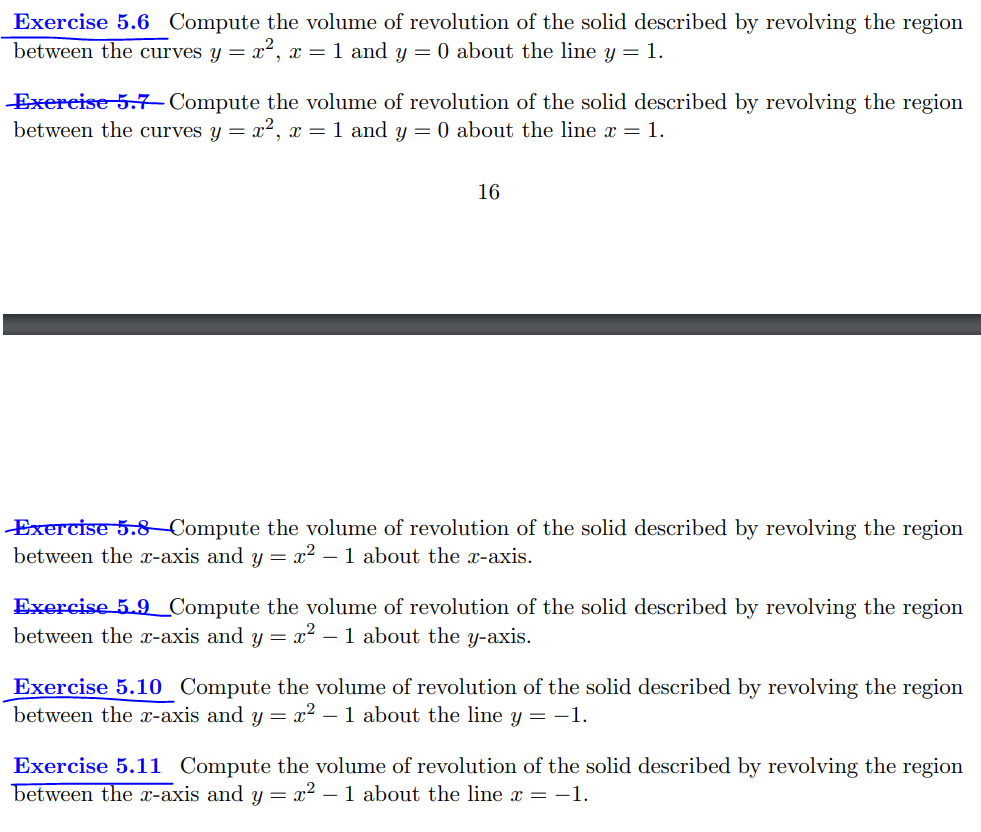 Exercise 5.6 Compute the volume of revolution of the solid described by revolving the region
between the curves y = x², x = 1 and y = 0 about the line y = 1.
Exercise 5.7 Compute the volume of revolution of the solid described by revolving the region
between the curves y = x², x = 1 and y = 0 about the line x = 1.
16
Exercise 5.8 Compute the volume of revolution of the solid described by revolving the region
between the x-axis and y = x² − 1 about the x-axis.
Exercise 5.9 Compute the volume of revolution of the solid described by revolving the region
between the x-axis and y = x² − 1 about the y-axis.
Exercise 5.10 Compute the volume of revolution of the solid described by revolving the region
between the x-axis and y = x² − 1 about the line y = −1.
Exercise 5.11 Compute the volume of revolution of the solid described by revolving the region
between the x-axis and y = x² − 1 about the line x = −1.